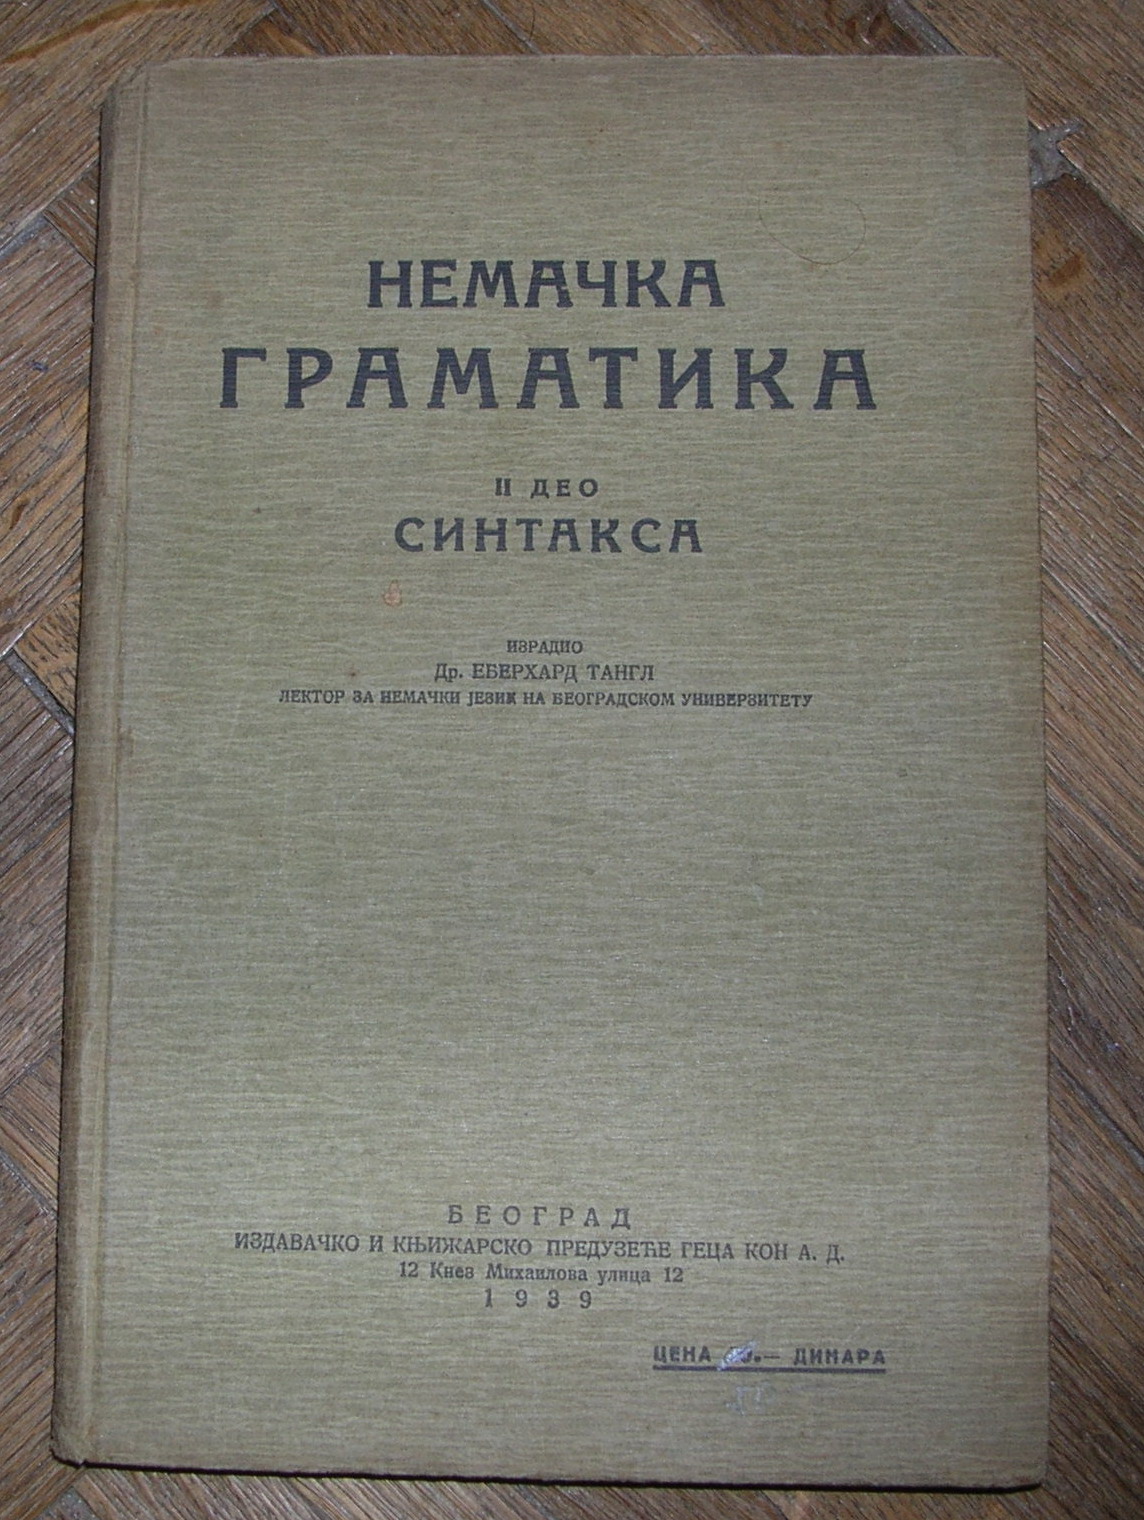 НЕМАЧКА
ГРАМАТИКА
II ДЕО
СИНТАКСА
ИЗРАДИО
Др. ЕБЕРХАРД ТАНГЛ
ЛЕКТОР ЗА НЕМАЧКИ ЈЕЗИК НА БЕОГРАДСКОМ УНИВЕРЗИТЕТУ
БЕОГРАД
ИЗДАВАЧКО И КЊИЖАРСКО ПРЕДУЗЕЋЕ ГЕЦА КОН А. Д.
12 Кнез Михаилова улица 12
1939
ЦЕНА — ДИНАРА